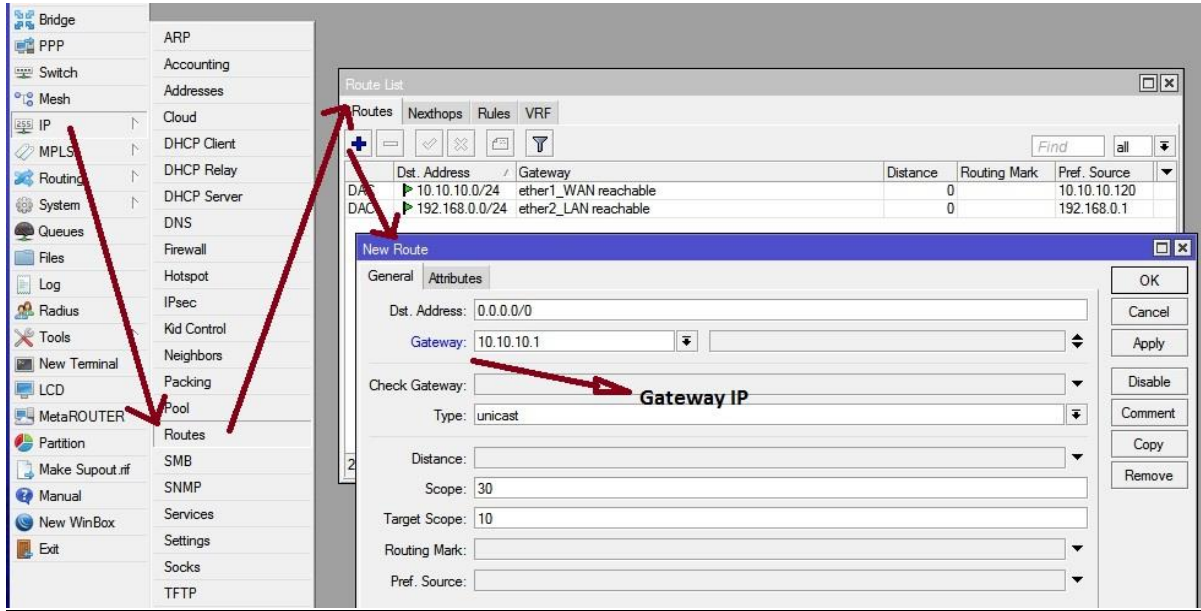 Bridge
PPP
Switch
Mesh
255 IP
MPLS
Routing
System
Queues
Files
Log
Radius
Tools
New Terminal
LCD
MetaROUTER
Partition
Make Supout.rif
Manual
New WinBox
Exit
ARP
Accounting
Addresses
Cloud
DHCP Client
DHCP Relay
DHCP Server
DNS
Firewall
Hotspot
IPsec
Kid Control
Neighbors
Packing
Pool
Routes
SMB
SNMP
Services
Settings
Socks
TFTP
Route List
Routes Nexthops Rules VRF
Find all
Dst. Address / Gateway Distance Routing Mark Pref. Source
DAC 10.10.10.0/24 ether1_WAN reachable 0 10.10.10.120
DAC 192.168.0.0/24 ether2_LAN reachable 0 192.168.0.1
2
New Route
General Attributes
Dst. Address: 0.0.0.0/0
Gateway: 10.10.10.1
Check Gateway:
Gateway IP
Type: unicast
Distance:
Scope: 30
Target Scope: 10
Routing Mark:
Pref. Source:
OK
Cancel
Apply
Disable
Comment
Copy
Remove